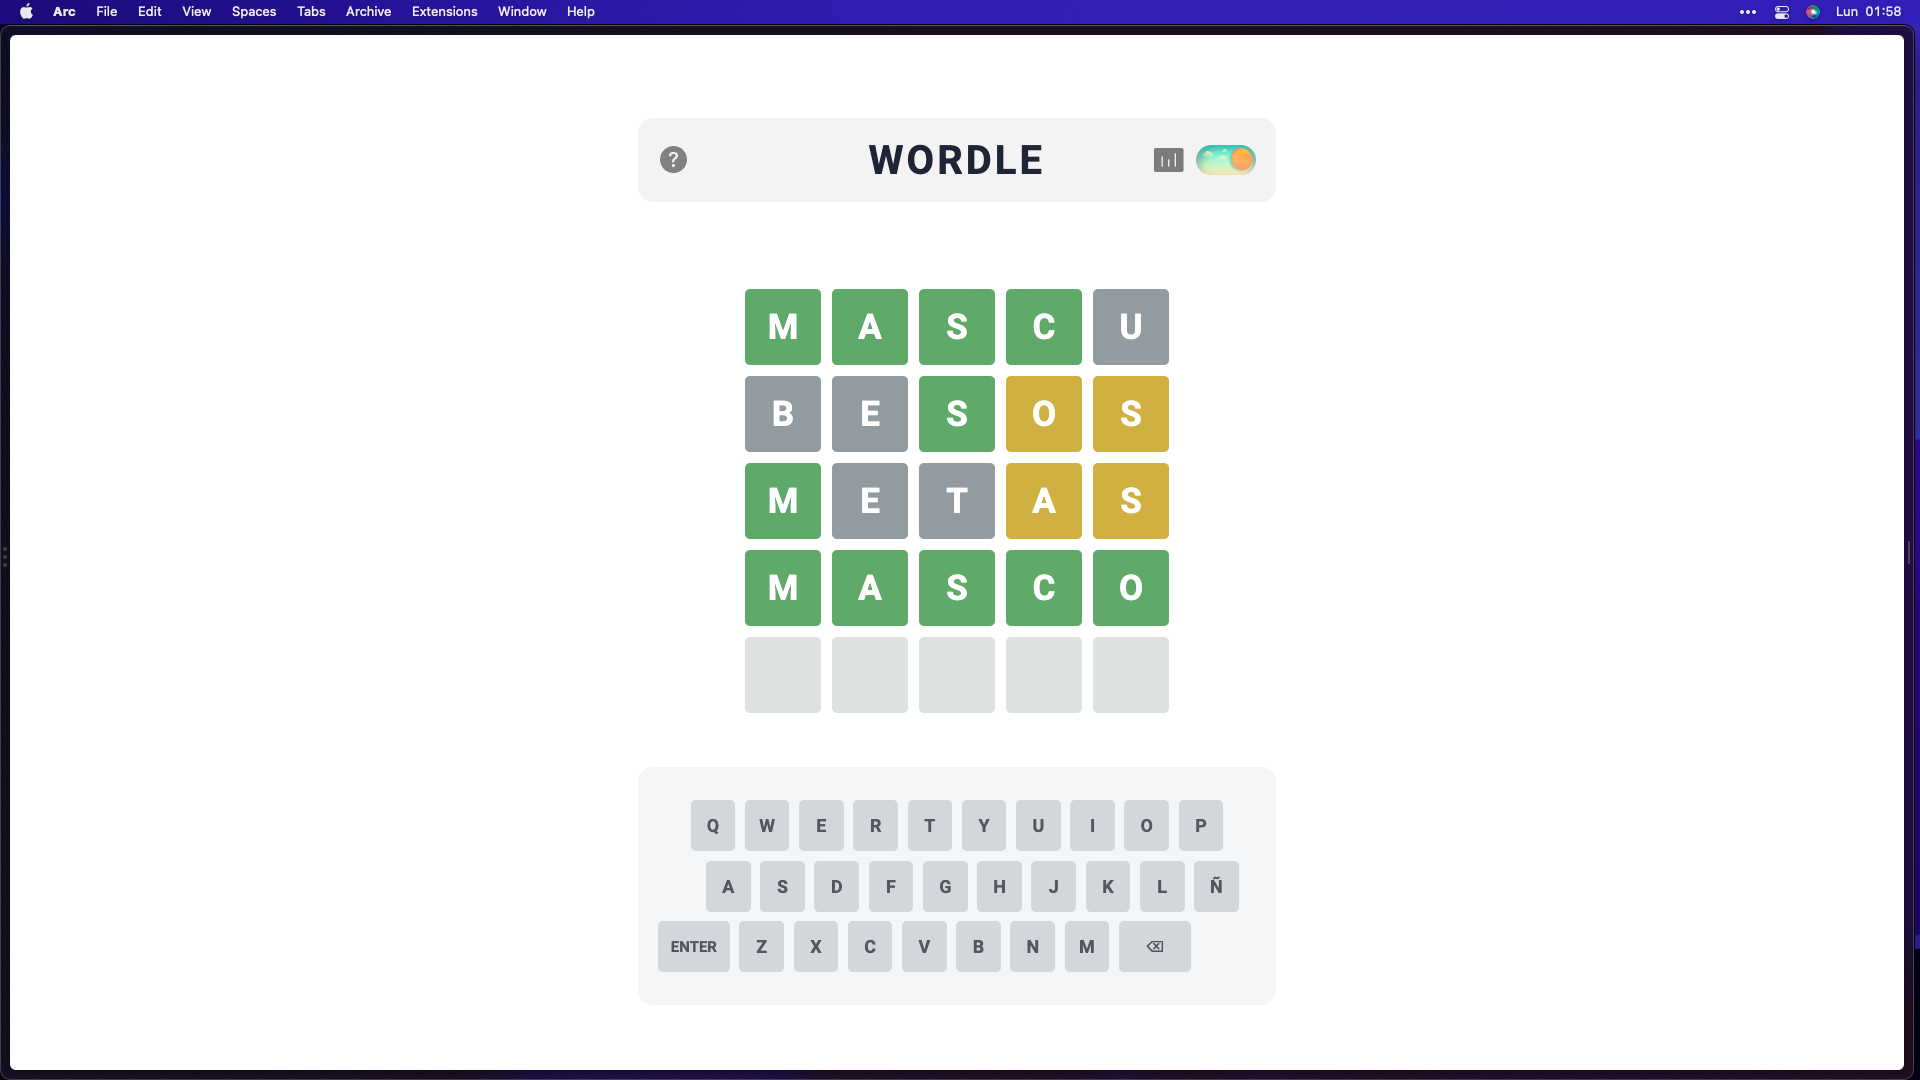 Arc File Edit View Spaces Tabs Archive Extensions Window Help Lun 01:58
? WORDLE
M A S C U
B E S O S
M E T A S
M A S C O
Q W E R T Y U I O P
A S D F G H J K L Ñ
ENTER Z X C V B N M